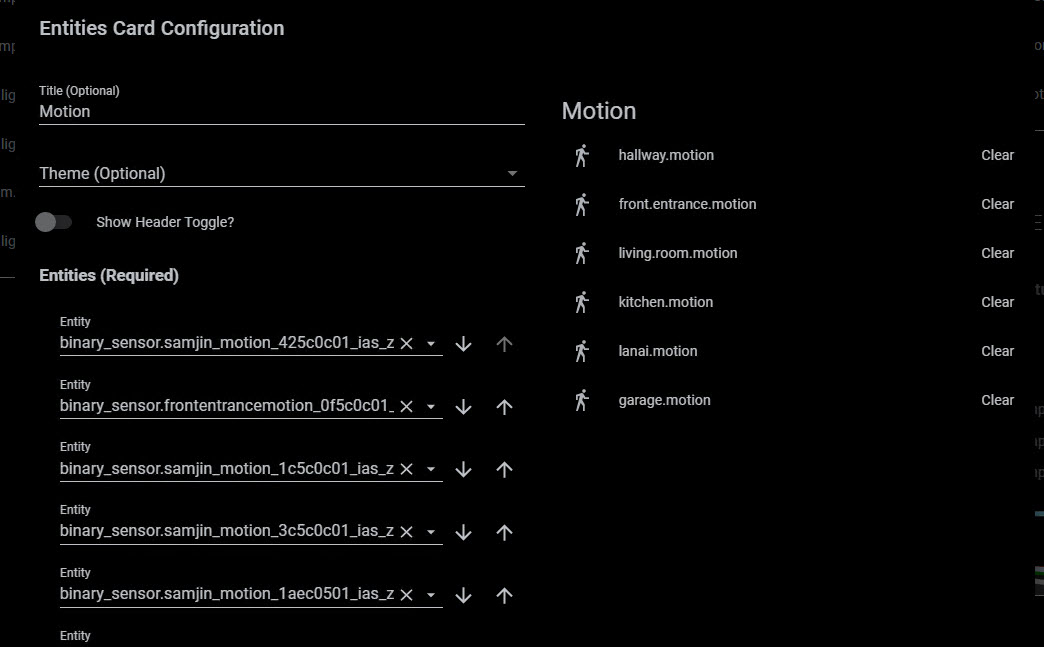 Entities Card Configuration
Title (Optional)
Motion
Theme (Optional)
Show Header Toggle?
Entities (Required)
Entity
binary_sensor.samjin_motion_425c0c01_ias_z
Entity
binary_sensor.frontentrancemotion_0f5c0c01_
Entity
binary_sensor.samjin_motion_1c5c0c01_ias_z
Entity
binary_sensor.samjin_motion_3c5c0c01_ias_z
Entity
binary_sensor.samjin_motion_1aec0501_ias_z
Entity
Motion
hallway.motion Clear
front.entrance.motion Clear
living.room.motion Clear
kitchen.motion Clear
lanai.motion Clear
garage.motion Clear